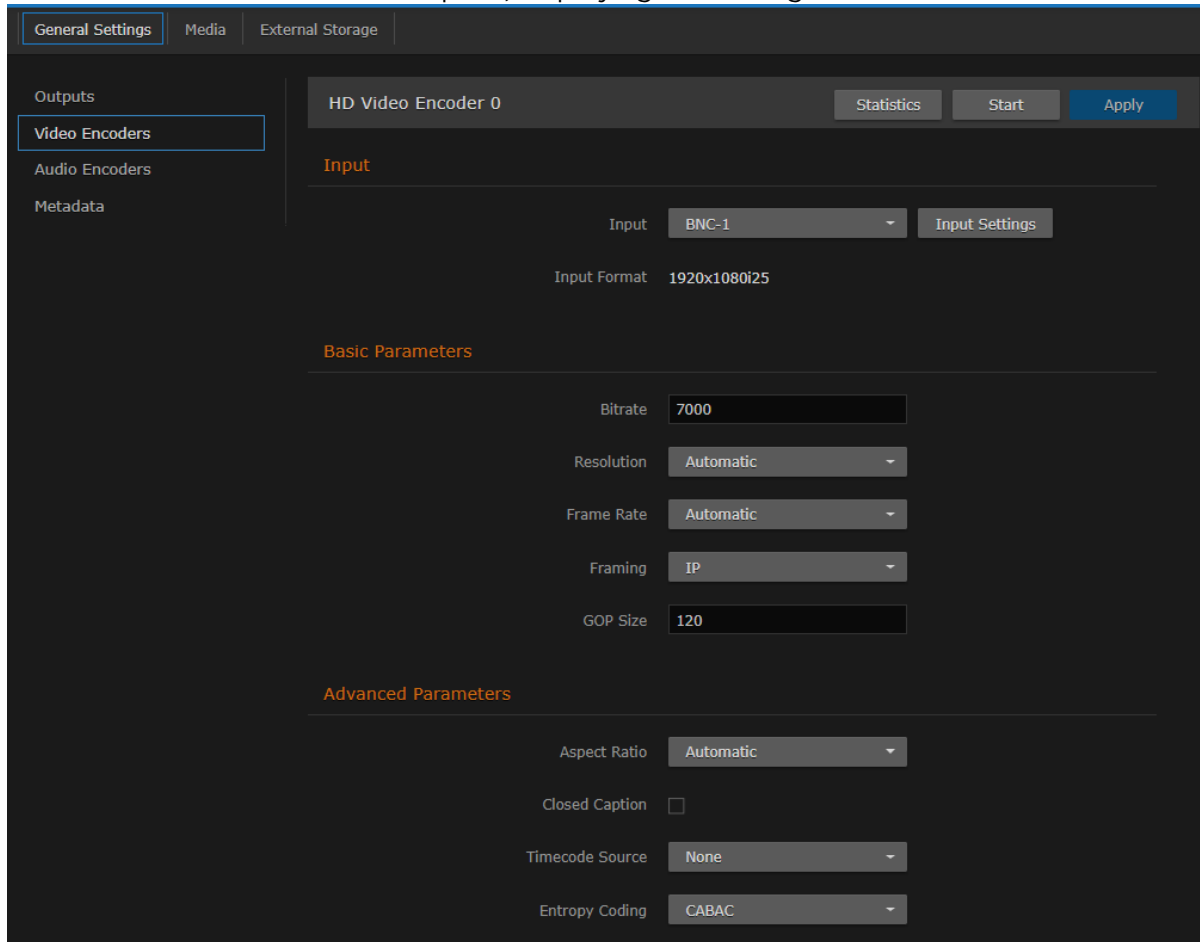 General Settings Media External Storage
Outputs
Video Encoders
Audio Encoders
Metadata
HD Video Encoder 0 Statistics Start Apply
Input
Input BNC-1 Input Settings
Input Format 1920x1080i25
Basic Parameters
Bitrate 7000
Resolution Automatic
Frame Rate Automatic
Framing IP
GOP Size 120
Advanced Parameters
Aspect Ratio Automatic
Closed Caption
Timecode Source None
Entropy Coding CABAC